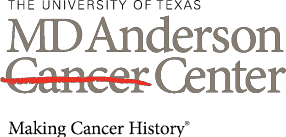 THE UNIVERSITY OF TEXAS
MD Anderson
Cancer Center
Making Cancer History®